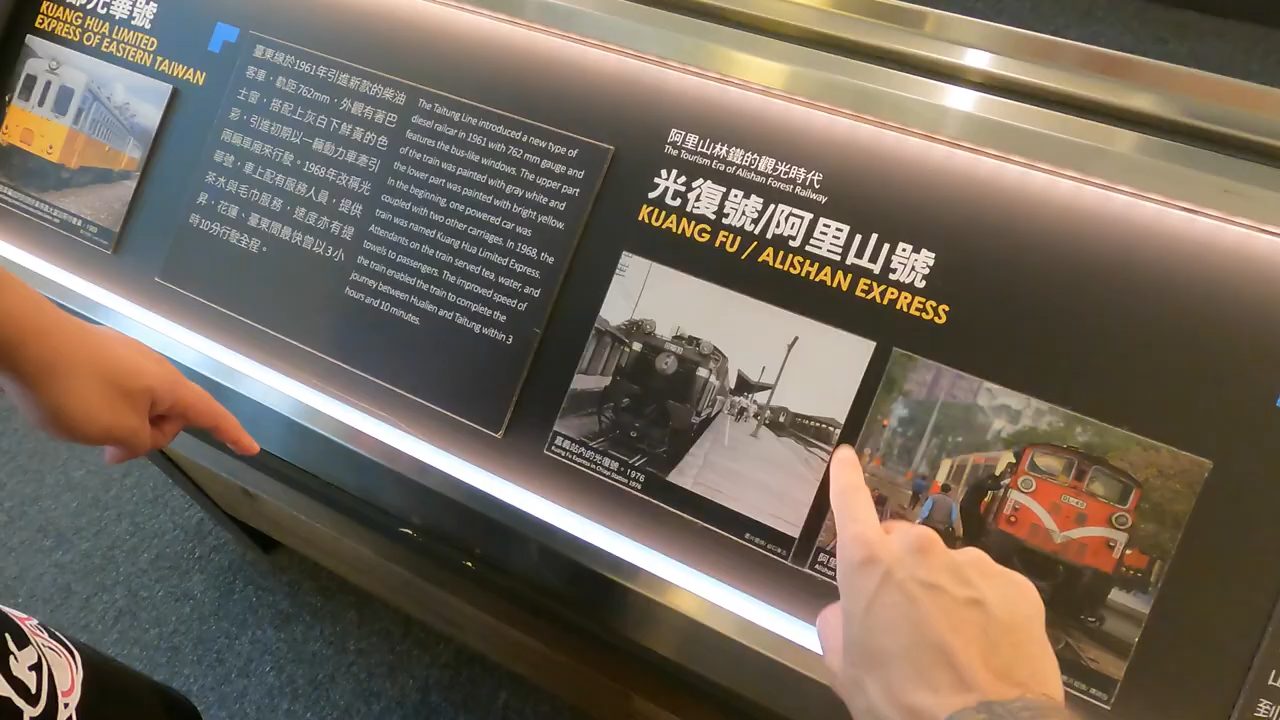 光華號
KUANG HUA LIMITED
EXPRESS OF EASTERN TAIWAN
臺東線於1961年引進新款的柴油
客車，軌距762mm，外觀有著巴
士窗，搭配上灰白下鮮黃的色
彩，引進初期以一輛動力車牽引
兩輛車廂來行駛。1968年改稱光
華號，車上配有服務人員，提供
茶水與毛巾服務，速度亦有提
昇，花蓮、臺東間最快曾以3小
時10分行駛全程。
The Taitung Line introduced a new type of
diesel railcar in 1961 with 762 mm gauge and
features the bus-like windows. The upper part
of the train was painted with gray white and
the lower part was painted with bright yellow.
In the beginning, one powered car was
coupled with two other carriages. In 1968, the
train was named Kuang Hua Limited Express.
Attendants on the train served tea, water, and
towels to passengers. The improved speed of
the train enabled the train to complete the
journey between Hualien and Taitung within 3
hours and 10 minutes.
阿里山林鐵的觀光時代
The Tourism Era of Alishan Forest Railway
光復號/阿里山號
KUANG FU / ALISHAN EXPRESS
嘉義站內的光復號，1976
Kuang Fu Express in Chiayi Station 1976
阿里
Alishan